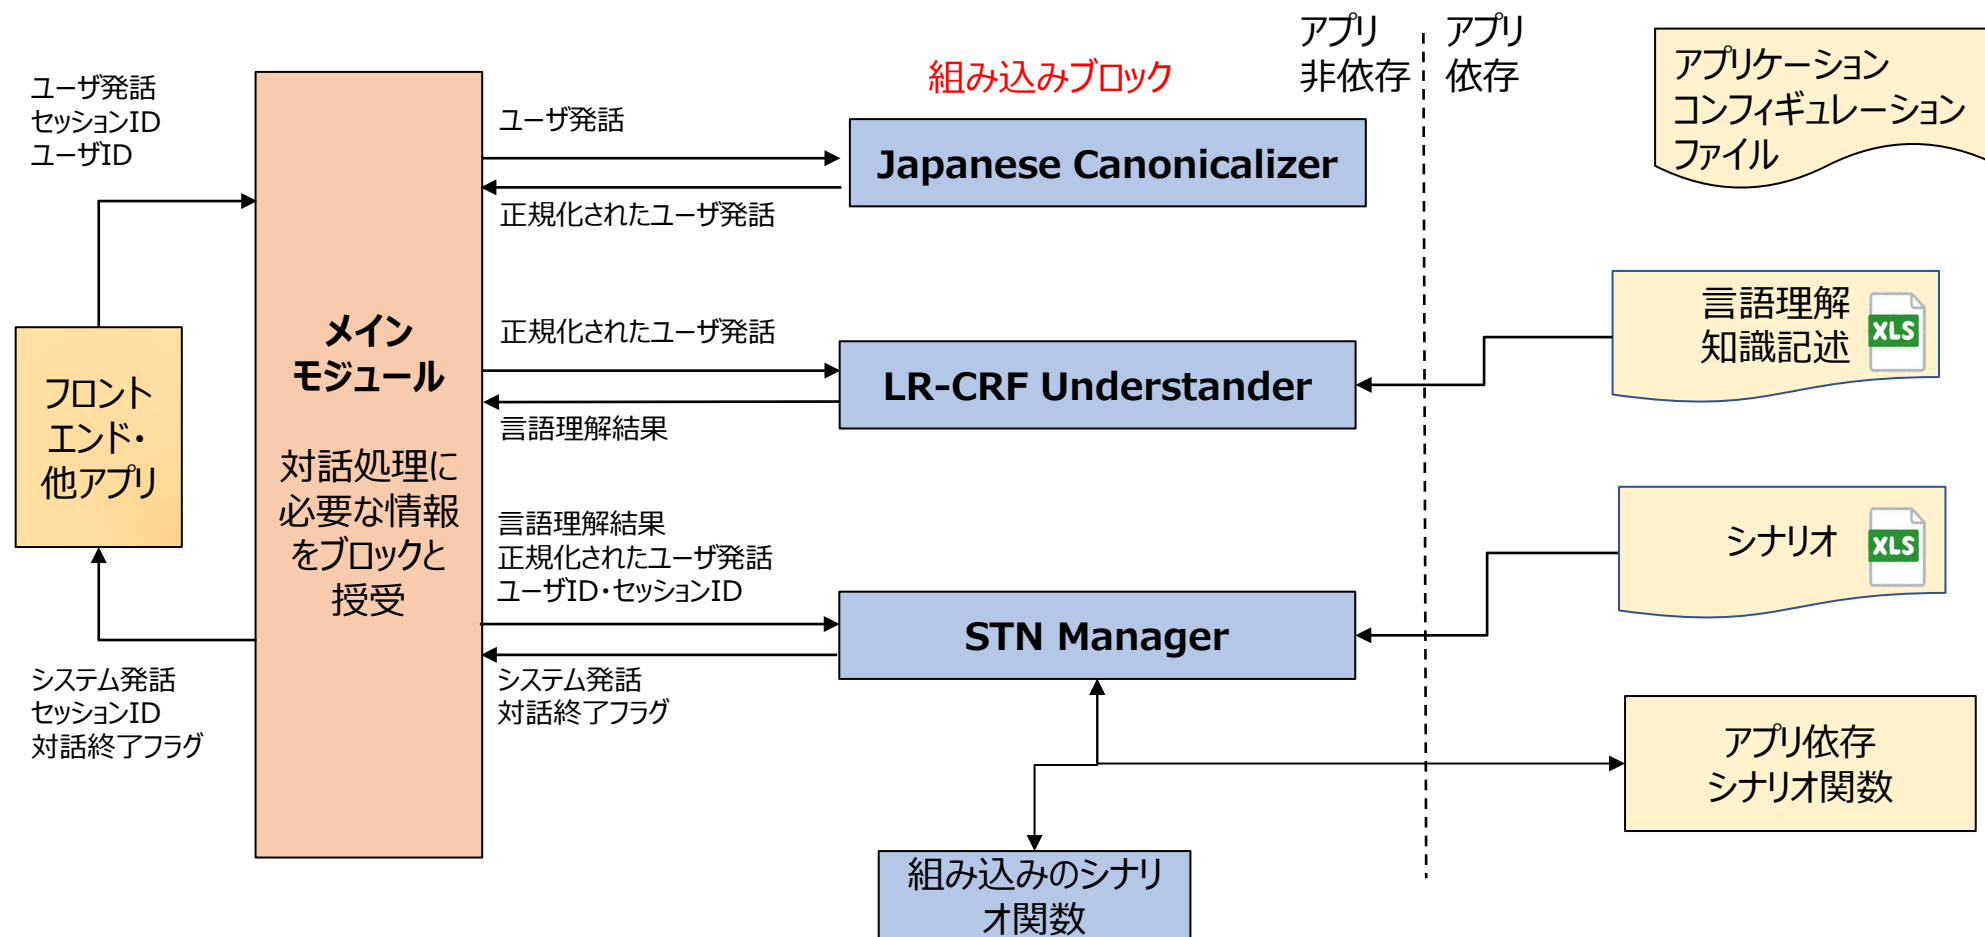 ユーザ発話
セッションID
ユーザID
フロント
エンド・
他アプリ
システム発話
セッションID
対話終了フラグ
メイン
モジュール
対話処理に
必要な情報
をブロックと
授受
組み込みブロック
アプリ
非依存
アプリ
依存
ユーザ発話
Japanese Canonicalizer
正規化されたユーザ発話
正規化されたユーザ発話
LR-CRF Understander
言語理解結果
言語理解結果
正規化されたユーザ発話
ユーザID・セッションID
STN Manager
システム発話
対話終了フラグ
組み込みのシナリ
オ関数
アプリケーション
コンフィギュレーション
ファイル
言語理解
知識記述
XLS
シナリオ
XLS
アプリ依存
シナリオ関数